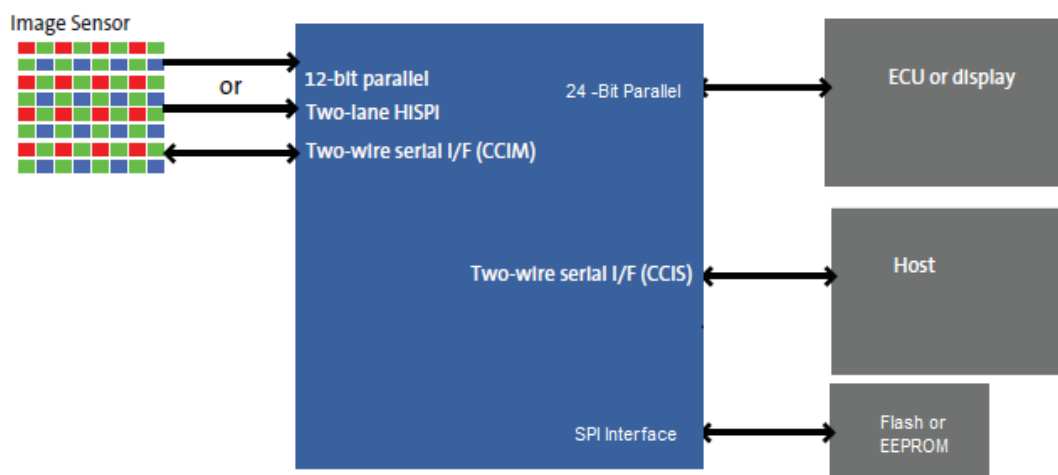 Image Sensor
or
12-bit parallel
Two-lane HISPI
Two-wire serial I/F (CCIM)
24 -Bit Parallel
ECU or display
Two-wire serial I/F (CCIS)
Host
SPI Interface
Flash or
EEPROM